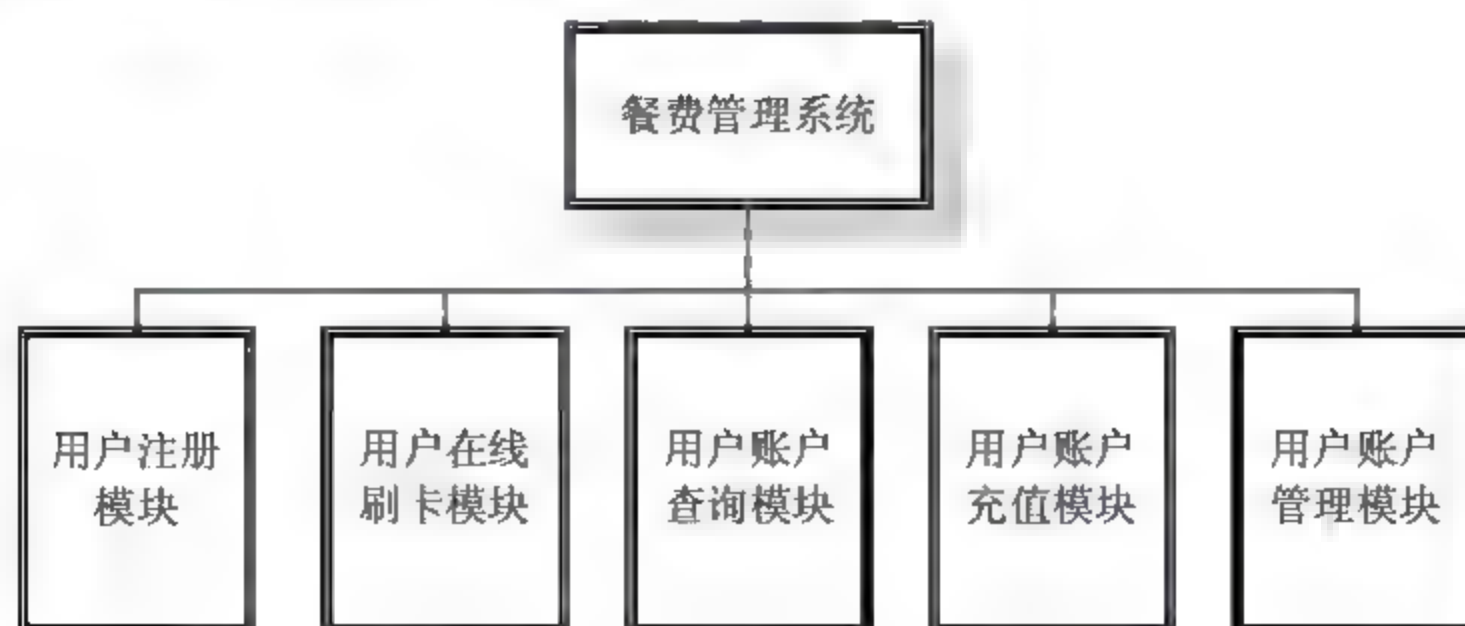 餐费管理系统
用户注册
模块
用户在线
刷卡模块
用户账户
查询模块
用户账户
充值模块
用户账户
管理模块